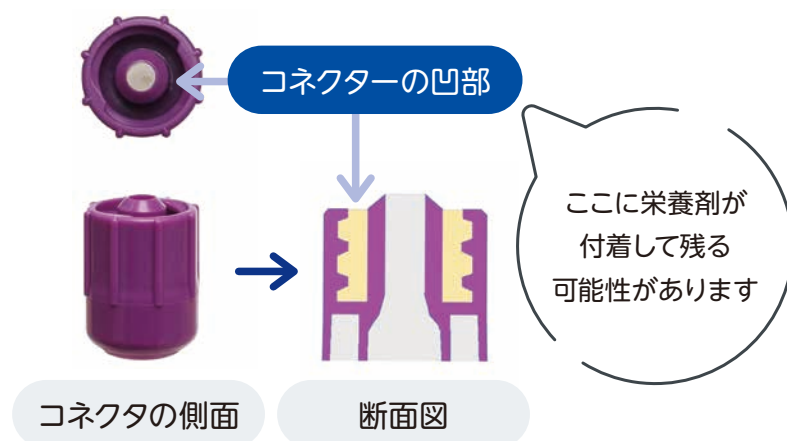 コネクターの凹部
ここに栄養剤が
付着して残る
可能性があります
コネクタの側面
断面図